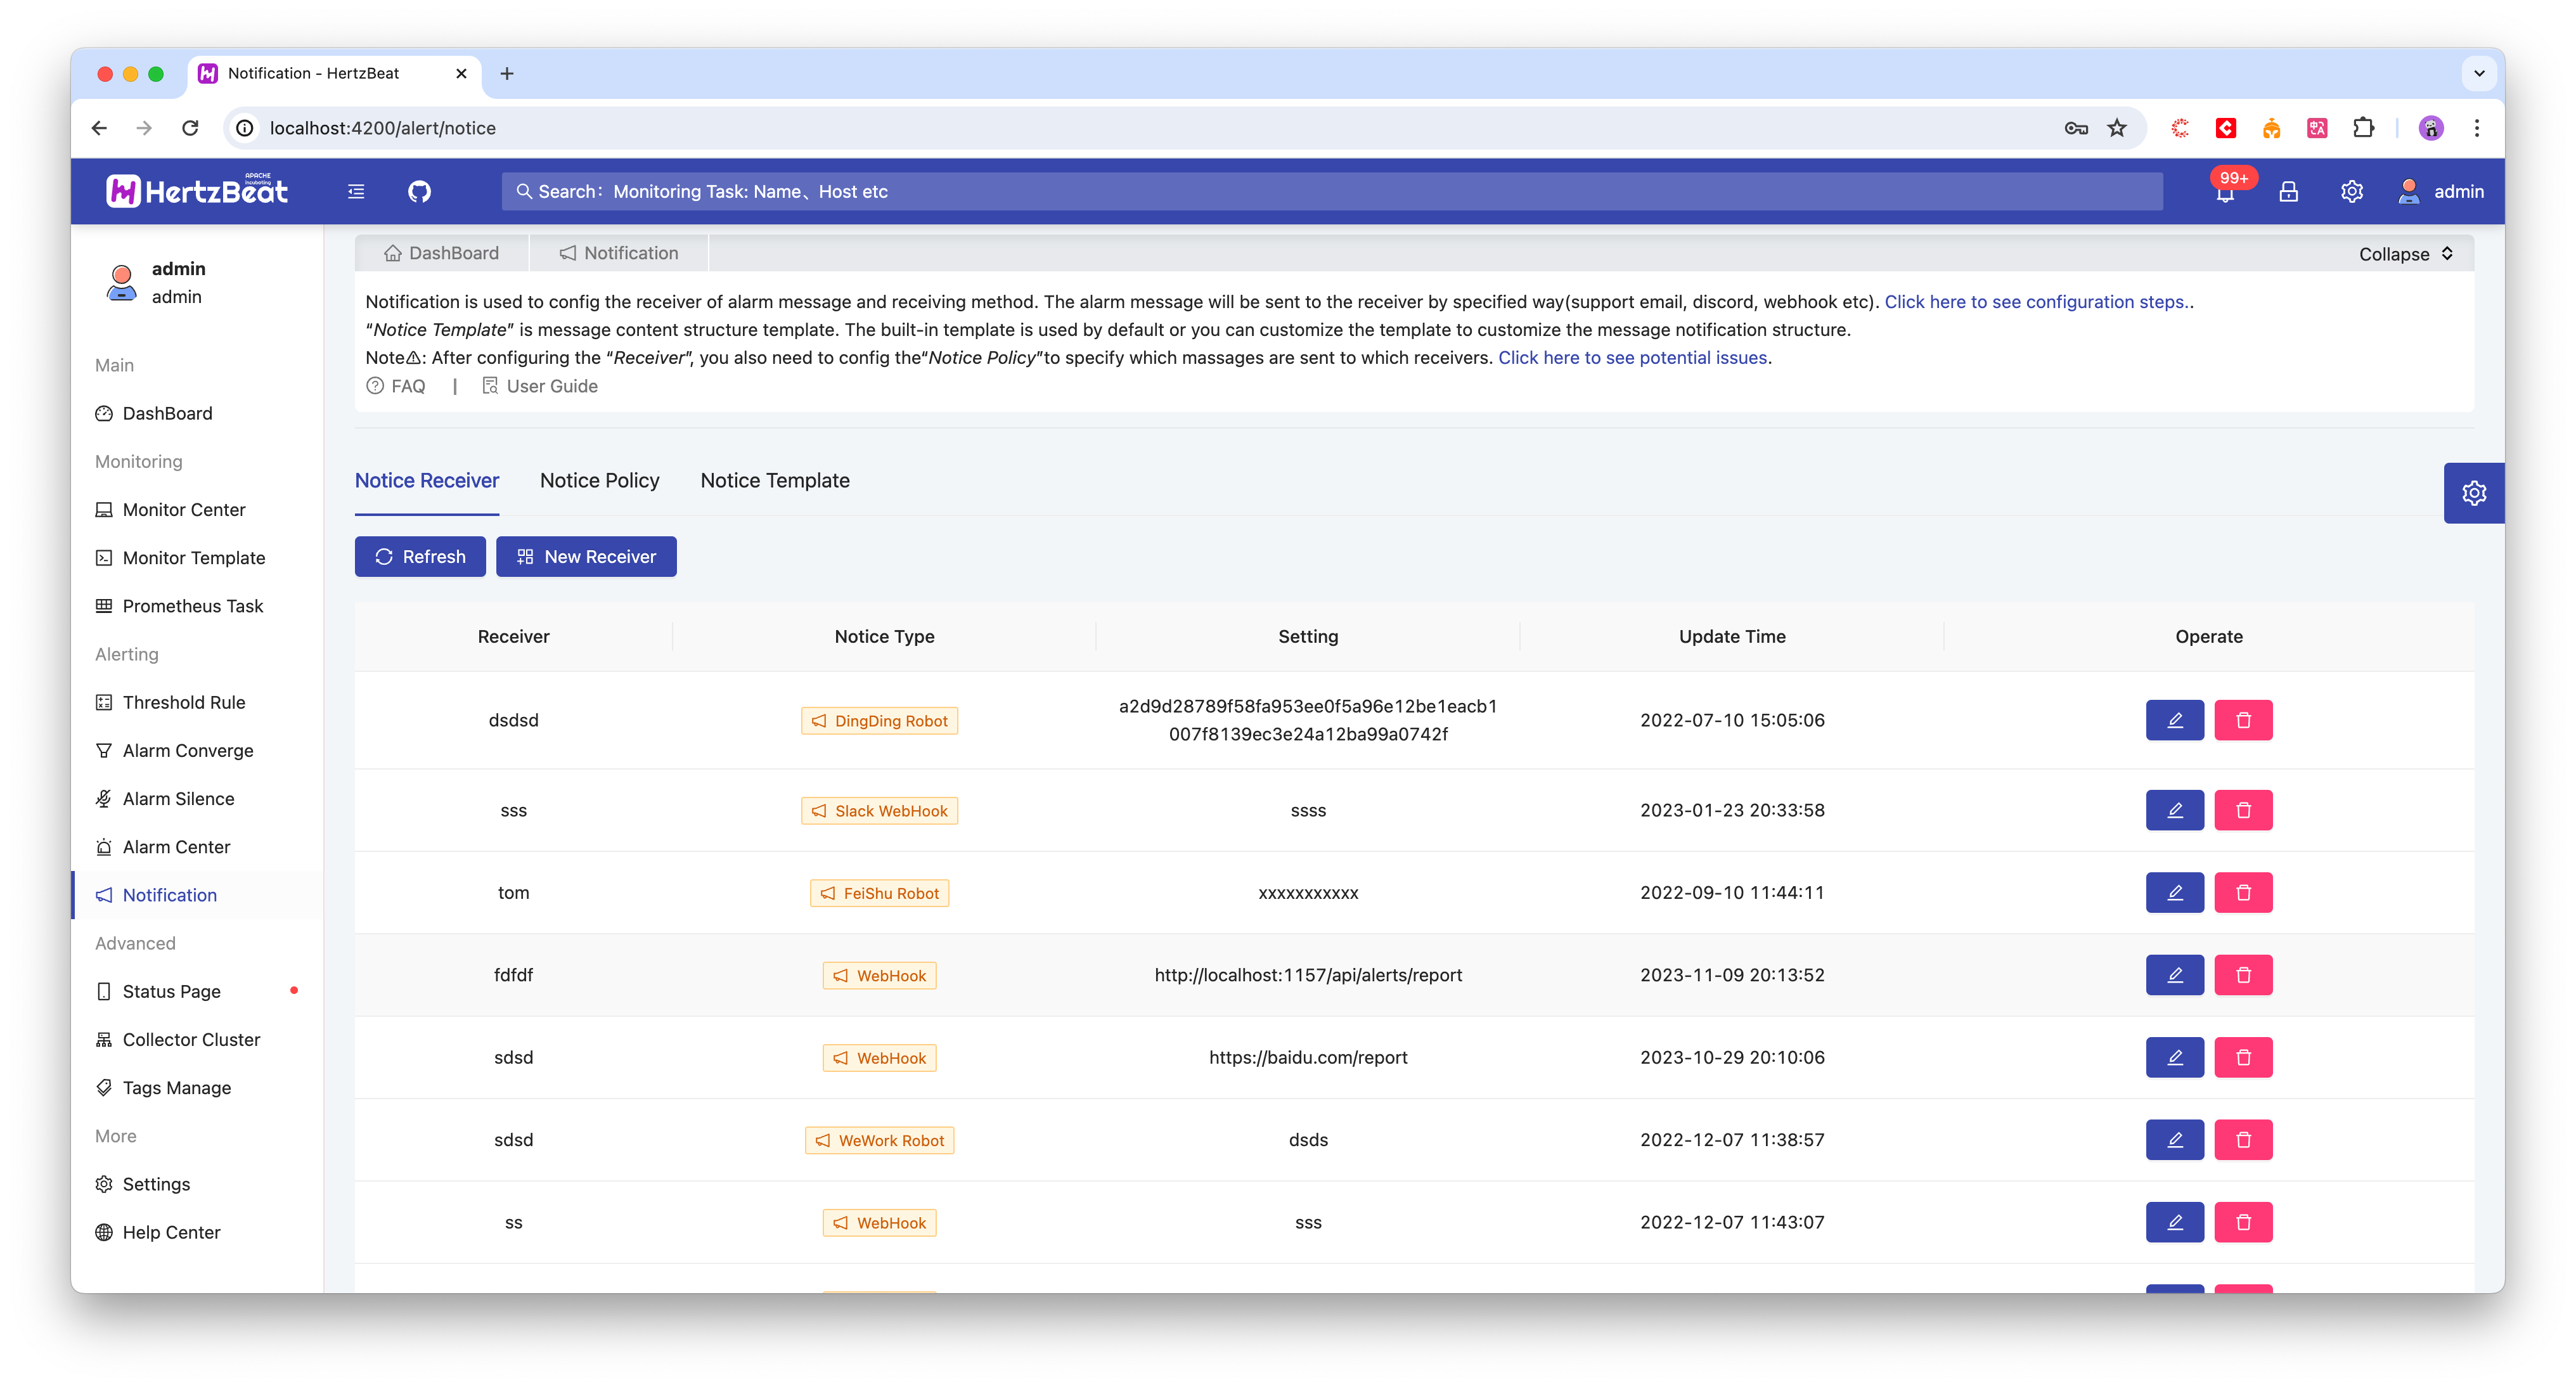 Notification - HertzBeat
localhost:4200/alert/notice
HertzBeat
APACHE
incubating
Search: Monitoring Task: Name、Host etc
99+
admin
admin
admin
Main
DashBoard
Monitoring
Monitor Center
Monitor Template
Prometheus Task
Alerting
Threshold Rule
Alarm Converge
Alarm Silence
Alarm Center
Notification
Advanced
Status Page
Collector Cluster
Tags Manage
More
Settings
Help Center
DashBoard Notification Collapse
Notification is used to config the receiver of alarm message and receiving method. The alarm message will be sent to the receiver by specified way(support email, discord, webhook etc). Click here to see configuration steps..
“Notice Template” is message content structure template. The built-in template is used by default or you can customize the template to customize the message notification structure.
Note⚠: After configuring the “Receiver”, you also need to config the“Notice Policy”to specify which massages are sent to which receivers. Click here to see potential issues.
FAQ | User Guide
Notice Receiver Notice Policy Notice Template
Refresh New Receiver
Receiver Notice Type Setting Update Time Operate
dsdsd DingDing Robot a2d9d28789f58fa953ee0f5a96e12be1eacb1
007f8139ec3e24a12ba99a0742f 2022-07-10 15:05:06
sss Slack WebHook ssss 2023-01-23 20:33:58
tom FeiShu Robot xxxxxxxxxxx 2022-09-10 11:44:11
fdfdf WebHook http://localhost:1157/api/alerts/report 2023-11-09 20:13:52
sdsd WebHook https://baidu.com/report 2023-10-29 20:10:06
sdsd WeWork Robot dsds 2022-12-07 11:38:57
ss WebHook sss 2022-12-07 11:43:07